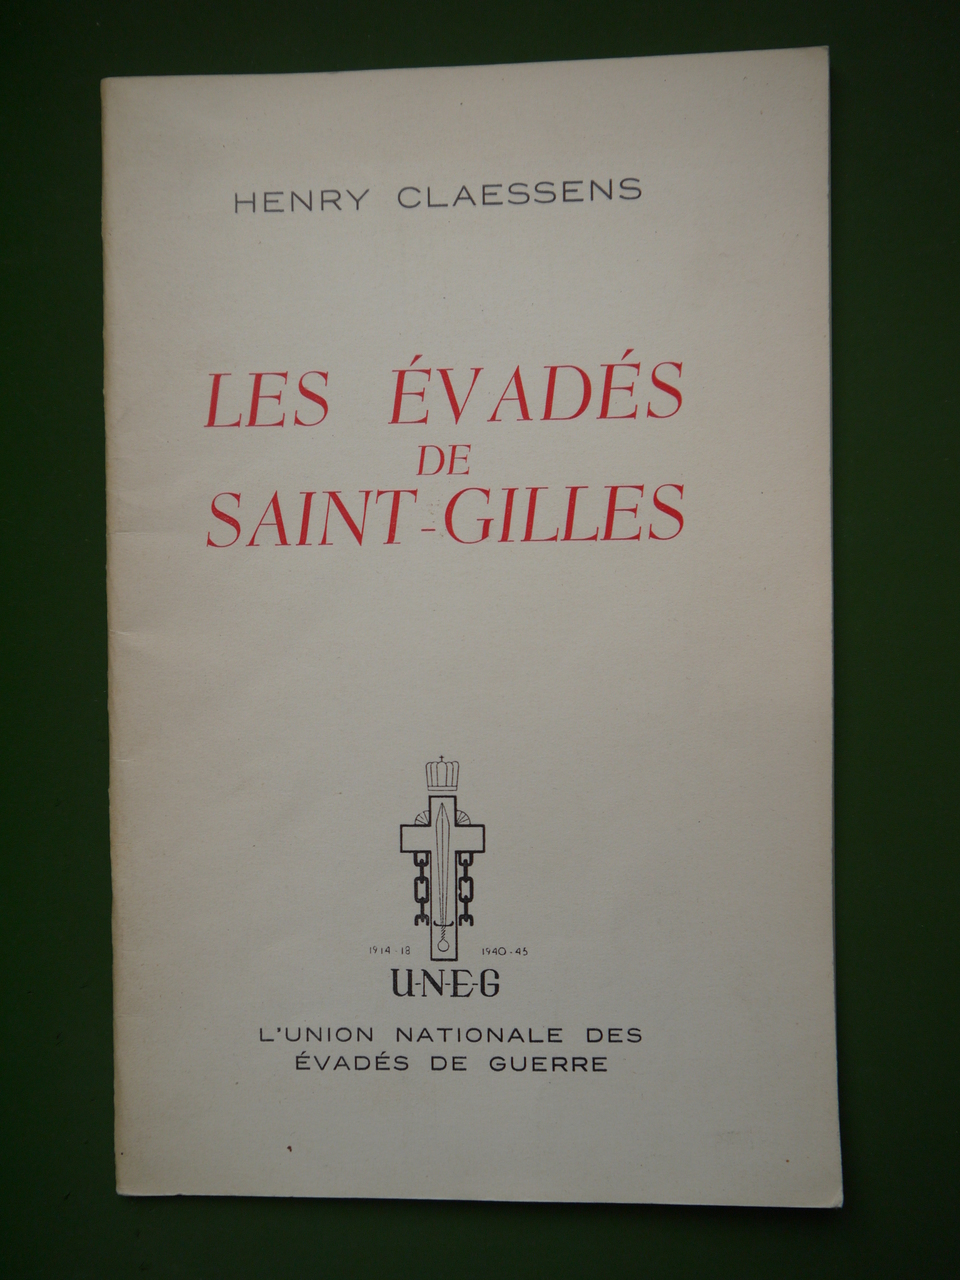 HENRY CLAESSENS
LES ÉVADÉS
DE
SAINT-GILLES
1914-18 1940-45
U-N-E-G
L'UNION NATIONALE DES
ÉVADÉS DE GUERRE